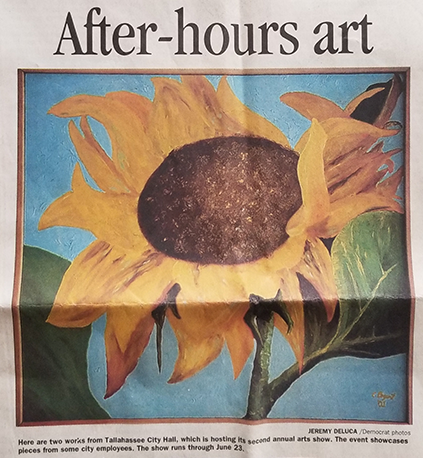 After-hours art
JEREMY DELUCA /Democrat photos
Here are two works from Tallahassee City Hall, which is hosting its second annual arts show. The event showcases
pieces from some city employees. The show runs through June 23.